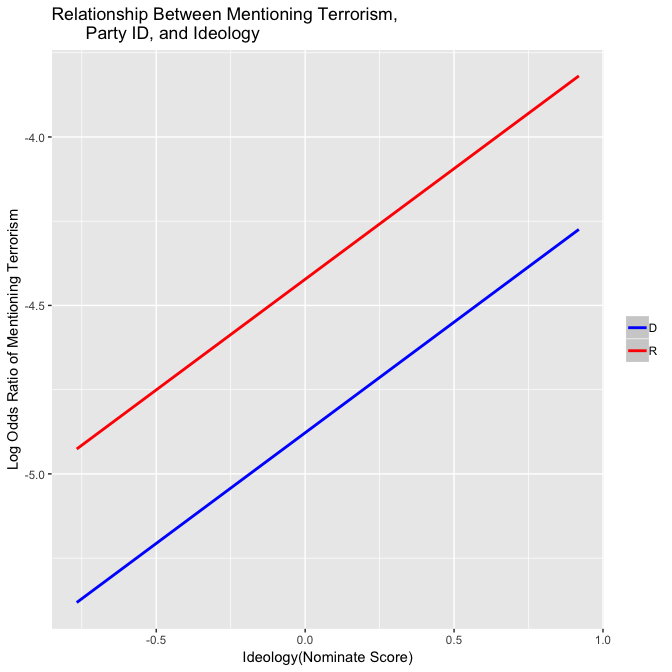 Relationship Between Mentioning Terrorism,
Party ID, and Ideology
Log Odds Ratio of Mentioning Terrorism
-4.0
-4.5
-5.0
-0.5
0.0
0.5
1.0
Ideology(Nominate Score)
D
R